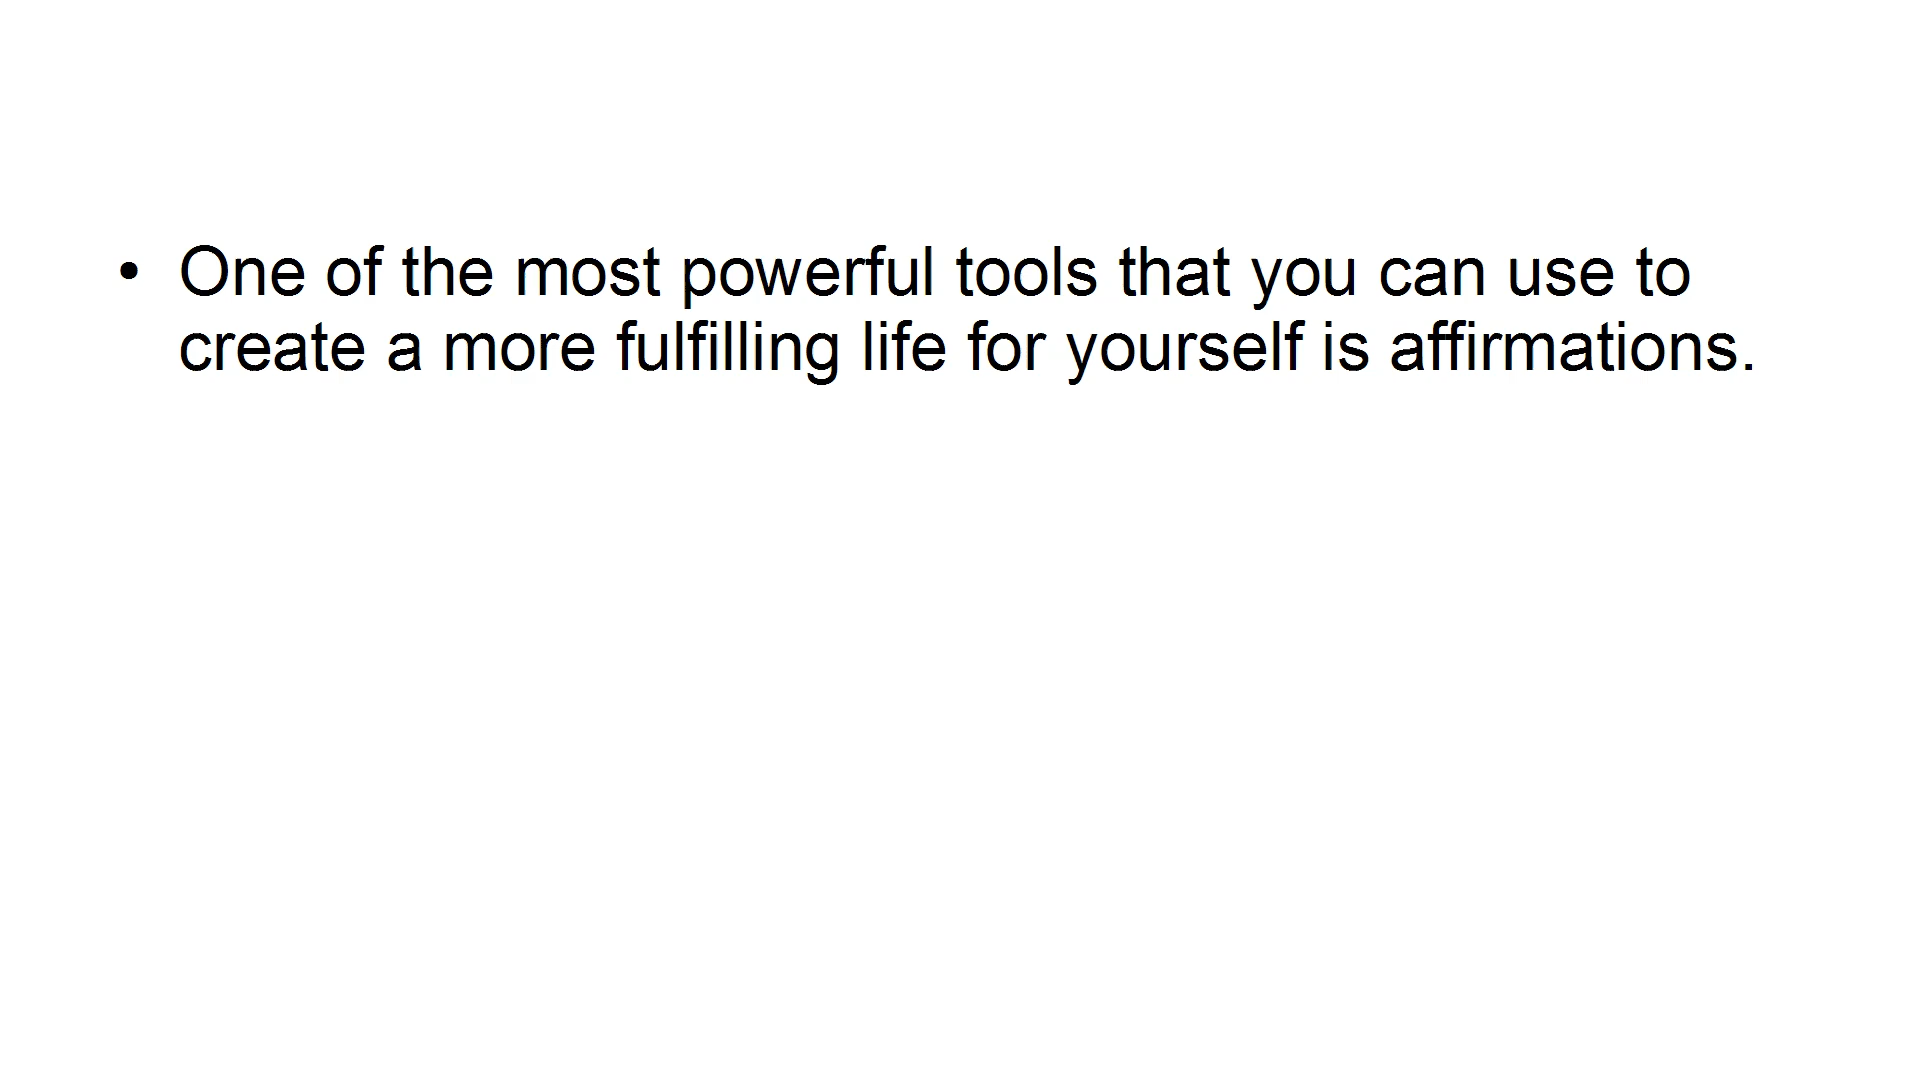 • One of the most powerful tools that you can use to
create a more fulfilling life for yourself is affirmations.